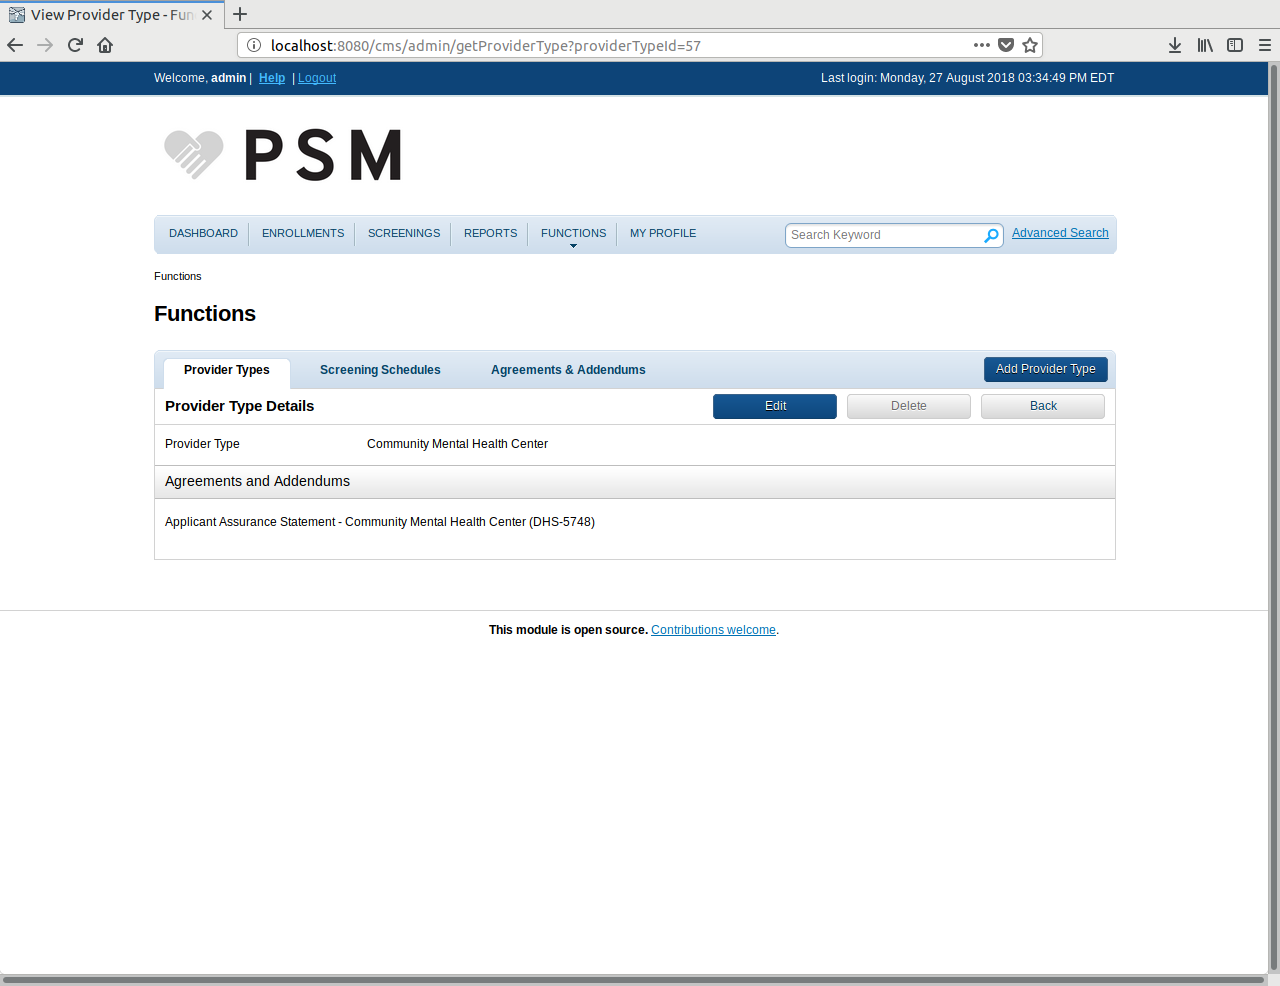 View Provider Type - Fun
localhost:8080/cms/admin/getProviderType?providerTypeId=57
Welcome, admin | Help | Logout
Last login: Monday, 27 August 2018 03:34:49 PM EDT
PSM
DASHBOARD
ENROLLMENTS
SCREENINGS
REPORTS
FUNCTIONS
MY PROFILE
Search Keyword
Advanced Search
Functions
Functions
Provider Types
Screening Schedules
Agreements & Addendums
Add Provider Type
Provider Type Details
Edit
Delete
Back
Provider Type
Community Mental Health Center
Agreements and Addendums
Applicant Assurance Statement - Community Mental Health Center (DHS-5748)
This module is open source. Contributions welcome.